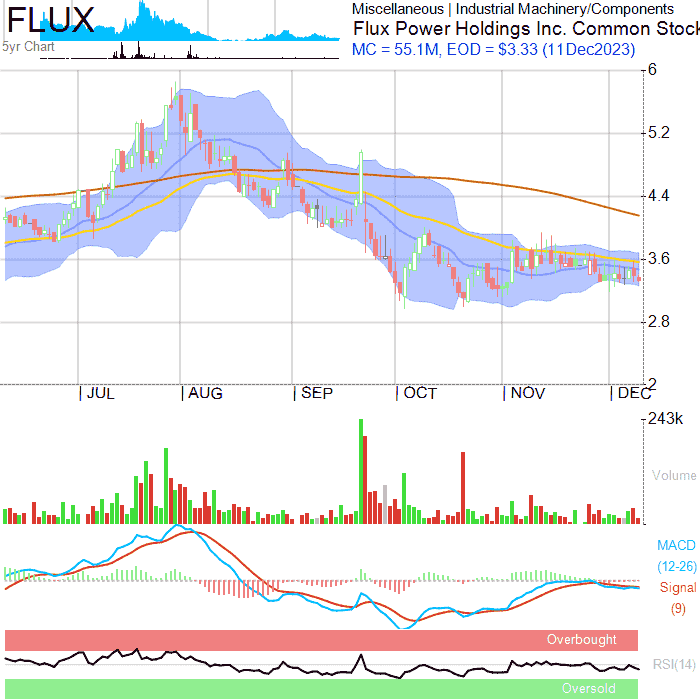 FLUX
5yr Chart
Miscellaneous | Industrial Machinery/Components
Flux Power Holdings Inc. Common Stock
MC = 55.1M, EOD = $3.33 (11Dec2023)
6
5.2
4.4
3.6
2.8
2
| JUL | AUG | SEP | OCT | NOV | DEC
243k
Volume
MACD
(12-26)
Signal
(9)
Overbought
RSI(14)
Oversold